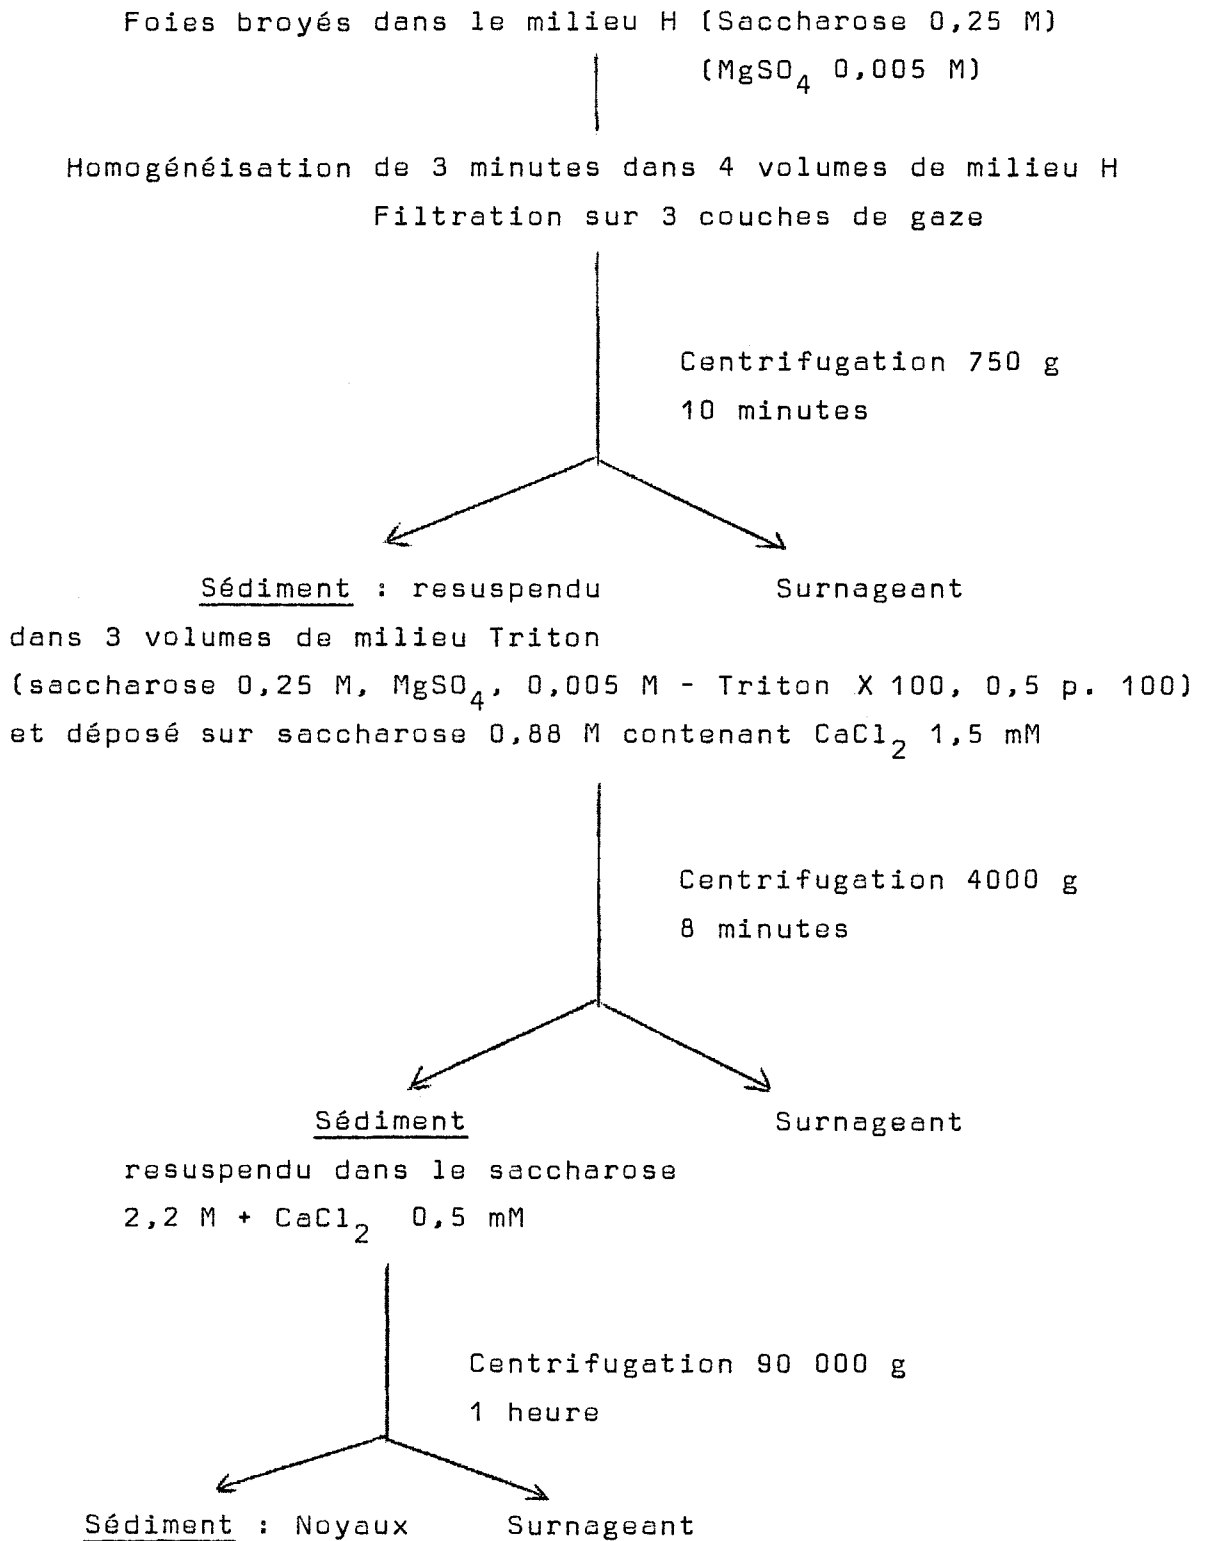 Foies broyés dans le milieu H (Saccharose 0,25 M)
(MgSO4 0,005 M)
Homogénéisation de 3 minutes dans 4 volumes de milieu H
Filtration sur 3 couches de gaze
Centrifugation 750 g
10 minutes
Sédiment : resuspendu
Surnageant
dans 3 volumes de milieu Triton
(saccharose 0,25 M, MgSO4, 0,005 M - Triton X 100, 0,5 p. 100)
et déposé sur saccharose 0,88 M contenant CaCl2 1,5 mM
Centrifugation 4000 g
8 minutes
Sédiment
Surnageant
resuspendu dans le saccharose
2,2 M + CaCl2 0,5 mM
Centrifugation 90 000 g
1 heure
Sédiment : Noyaux
Surnageant